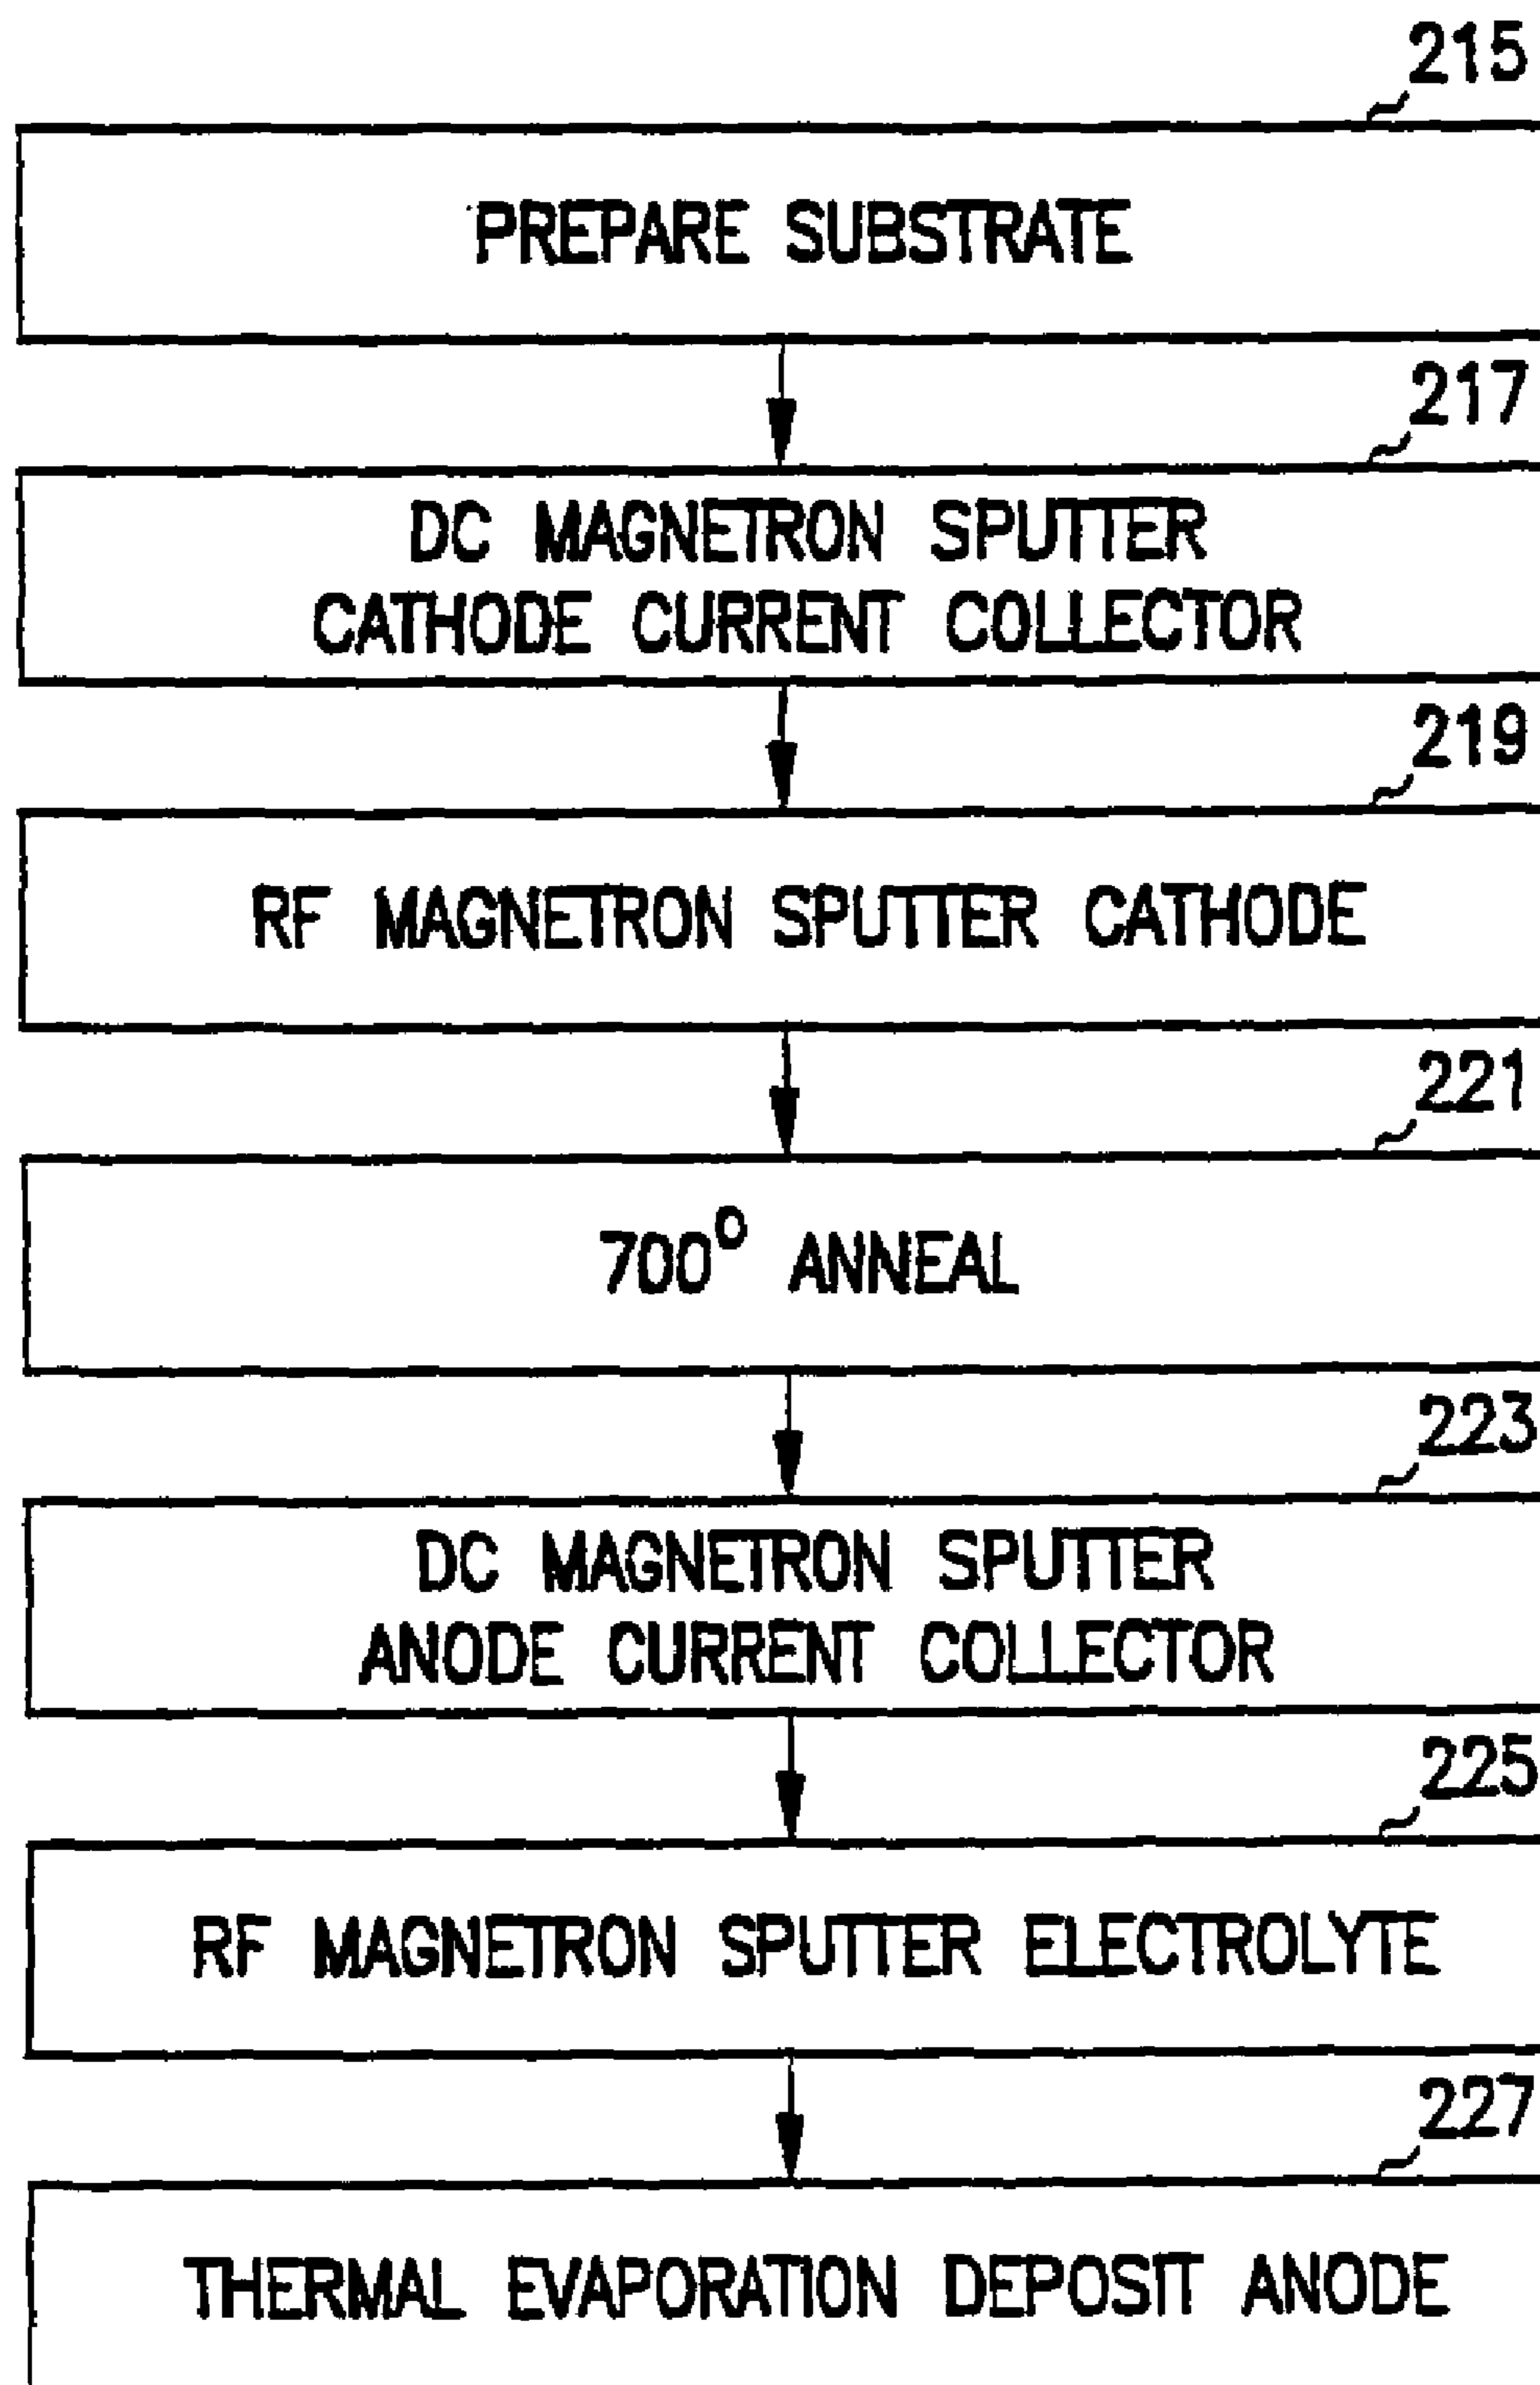 215
PREPARE SUBSTRATE
217
DC MAGNETRON SPUTTER
CATHODE CURRENT COLLECTOR
219
RF MAGNETRON SPUTTER CATHODE
221
700° ANNEAL
223
DC MAGNETRON SPUTTER
ANODE CURRENT COLLECTOR
225
RF MAGNETRON SPUTTER ELECTROLYTE
227
THERMAL EVAPORATION DEPOSIT ANODE